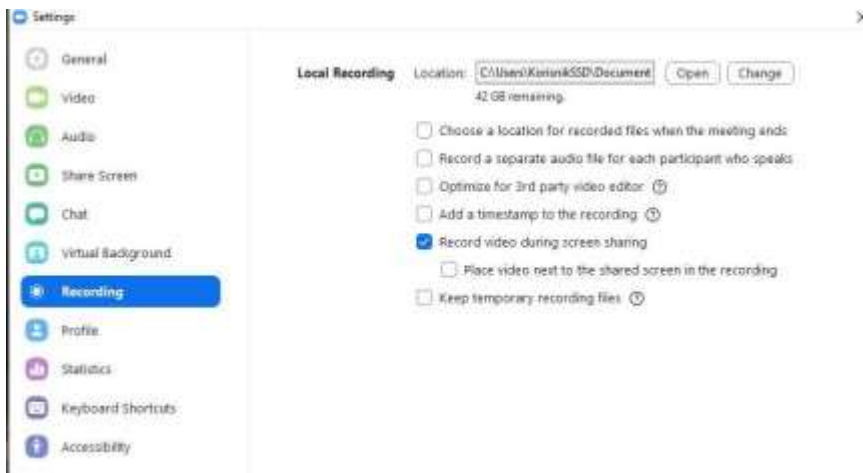 Settings
General
Video
Audio
Share Screen
Chat
Virtual Background
Recording
Profile
Statistics
Keyboard Shortcuts
Accessibility
Local Recording Location: C:\Users\KorisnikSSD\Document Open Change
42 GB remaining.
Choose a location for recorded files when the meeting ends
Record a separate audio file for each participant who speaks
Optimize for 3rd party video editor
Add a timestamp to the recording
Record video during screen sharing
Place video next to the shared screen in the recording
Keep temporary recording files